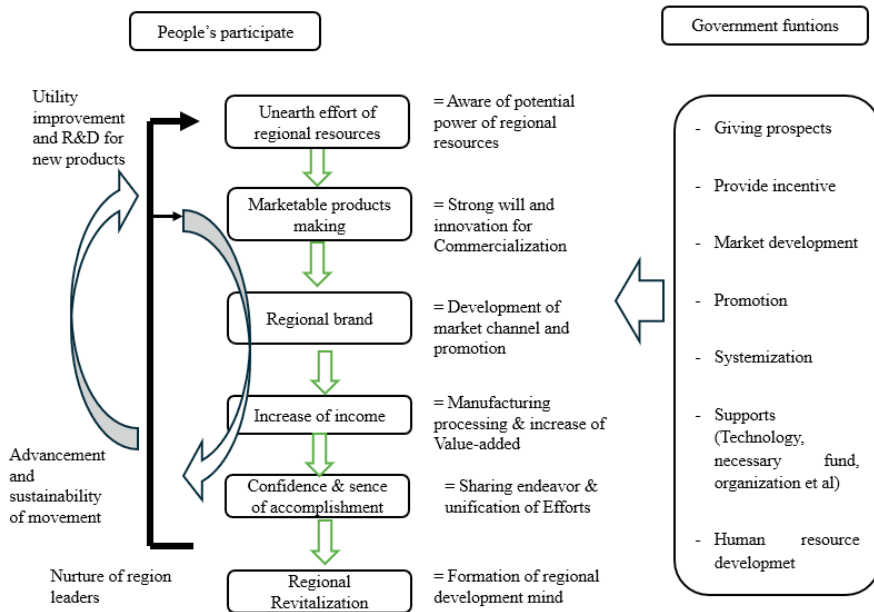 People's participate
Government funtions
Utility
improvement
and R&D for
new products
Unearth effort of
regional resources
= Aware of potential
power of regional
resources
Marketable products
making
= Strong will and
innovation for
Commercialization
Regional brand
= Development of
market channel and
promotion
Increase of income
= Manufacturing
processing & increase of
Value-added
Advancement
and
sustainability
of movement
Confidence & sence
of accomplishment
= Sharing endeavor &
unification of Efforts
Nurture of region
leaders
Regional
Revitalization
= Formation of regional
development mind
- Giving prospects
- Provide incentive
- Market development
- Promotion
- Systemization
- Supports
(Technology,
necessary fund,
organization et al)
- Human resource
developmet